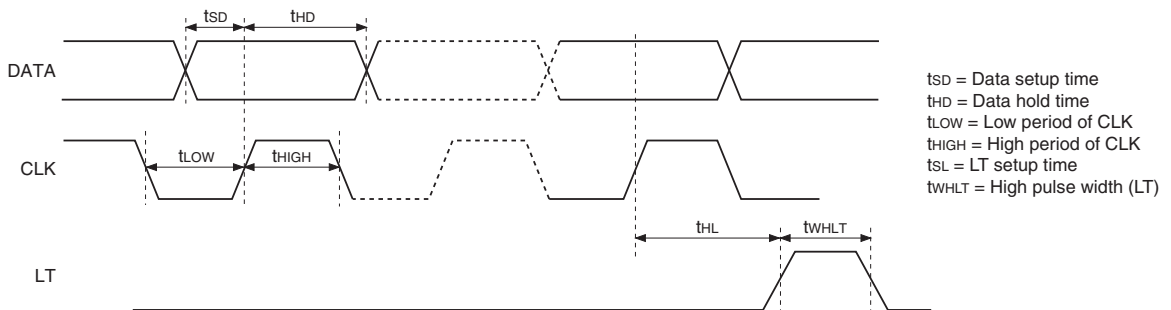 tSD
tHD
DATA
tSD = Data setup time
tHD = Data hold time
tLOW = Low period of CLK
tHIGH = High period of CLK
tSL = LT setup time
tWHLT = High pulse width (LT)
tLOW
tHIGH
CLK
tHL
tWHLT
LT